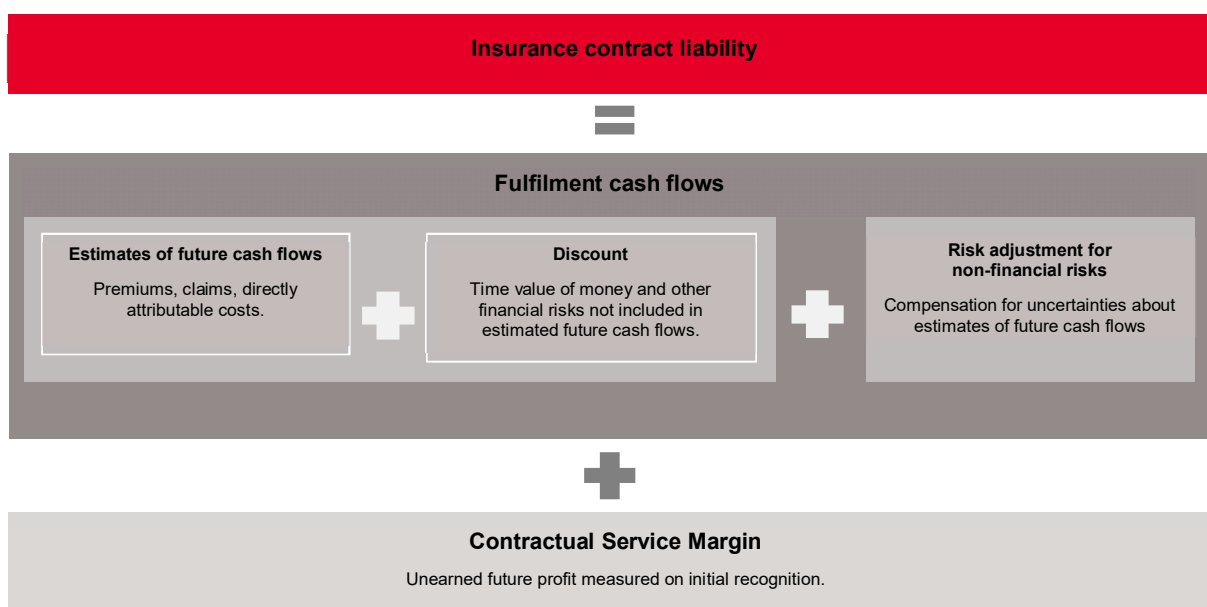 Insurance contract liability
Fulfilment cash flows
Estimates of future cash flows
Premiums, claims, directly
attributable costs.
Discount
Time value of money and other
financial risks not included in
estimated future cash flows.
Risk adjustment for
non-financial risks
Compensation for uncertainties about
estimates of future cash flows
Contractual Service Margin
Unearned future profit measured on initial recognition.